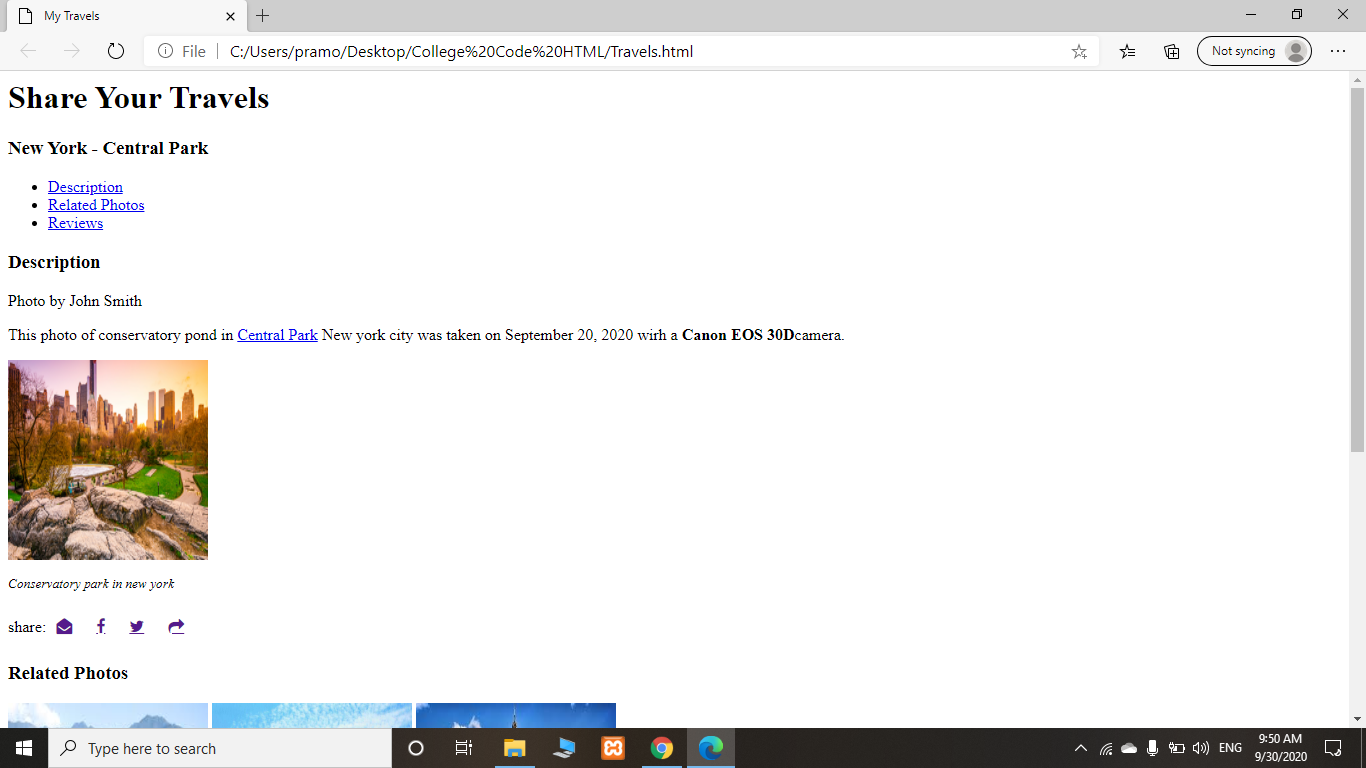 My Travels
File
C:/Users/pramo/Desktop/College%20Code%20HTML/Travels.html
Not syncing
Share Your Travels
New York - Central Park
Description
Related Photos
Reviews
Description
Photo by John Smith
This photo of conservatory pond in Central Park New york city was taken on September 20, 2020 wirh a Canon EOS 30Dcamera.
Conservatory park in new york
share:
Related Photos
Type here to search
ENG
9:50 AM
9/30/2020